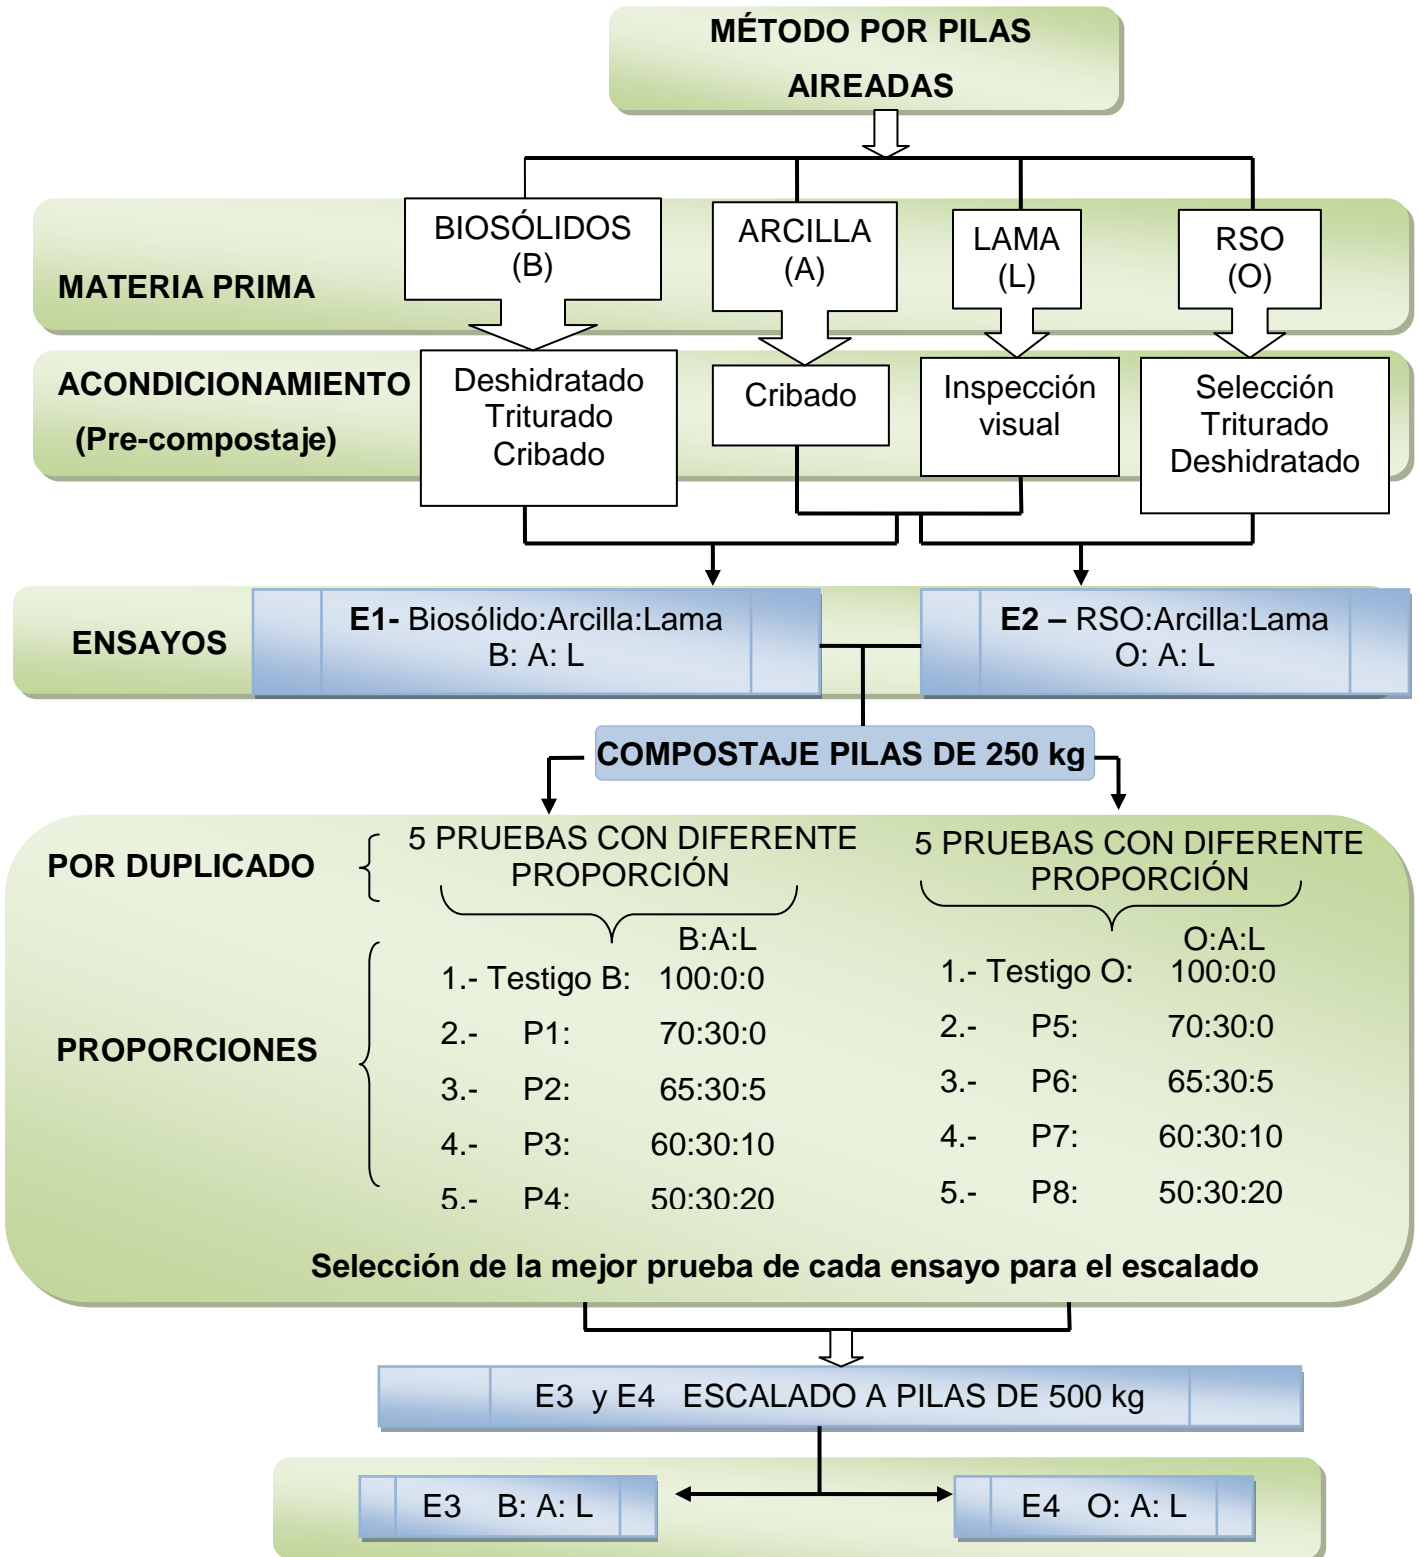 MÉTODO POR PILAS
AIREADAS
MATERIA PRIMA
BIOSÓLIDOS
(B)
ARCILLA
(A)
LAMA
(L)
RSO
(O)
ACONDICIONAMIENTO
(Pre-compostaje)
Deshidratado
Triturado
Cribado
Cribado
Inspección
visual
Selección
Triturado
Deshidratado
ENSAYOS
E1- Biosólido:Arcilla:Lama
B: A: L
E2 – RSO:Arcilla:Lama
O: A: L
COMPOSTAJE PILAS DE 250 kg
POR DUPLICADO
5 PRUEBAS CON DIFERENTE
PROPORCIÓN
5 PRUEBAS CON DIFERENTE
PROPORCIÓN
PROPORCIONES
B:A:L
1.- Testigo B: 100:0:0
2.- P1: 70:30:0
3.- P2: 65:30:5
4.- P3: 60:30:10
5.- P4: 50:30:20
O:A:L
1.- Testigo O: 100:0:0
2.- P5: 70:30:0
3.- P6: 65:30:5
4.- P7: 60:30:10
5.- P8: 50:30:20
Selección de la mejor prueba de cada ensayo para el escalado
E3 y E4 ESCALADO A PILAS DE 500 kg
E3 B: A: L
E4 O: A: L